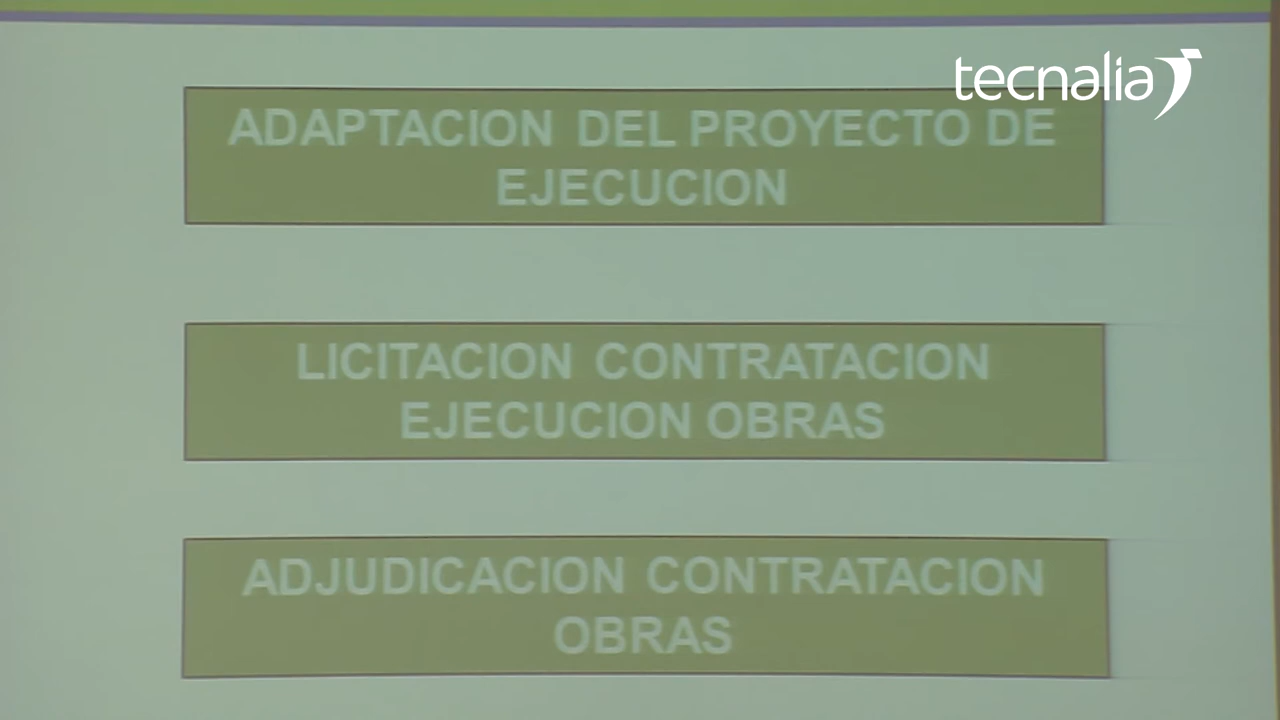 tecnalia
ADAPTACION DEL PROYECTO DE
EJECUCION
LICITACION CONTRATACION
EJECUCION OBRAS
ADJUDICACION CONTRATACION
OBRAS